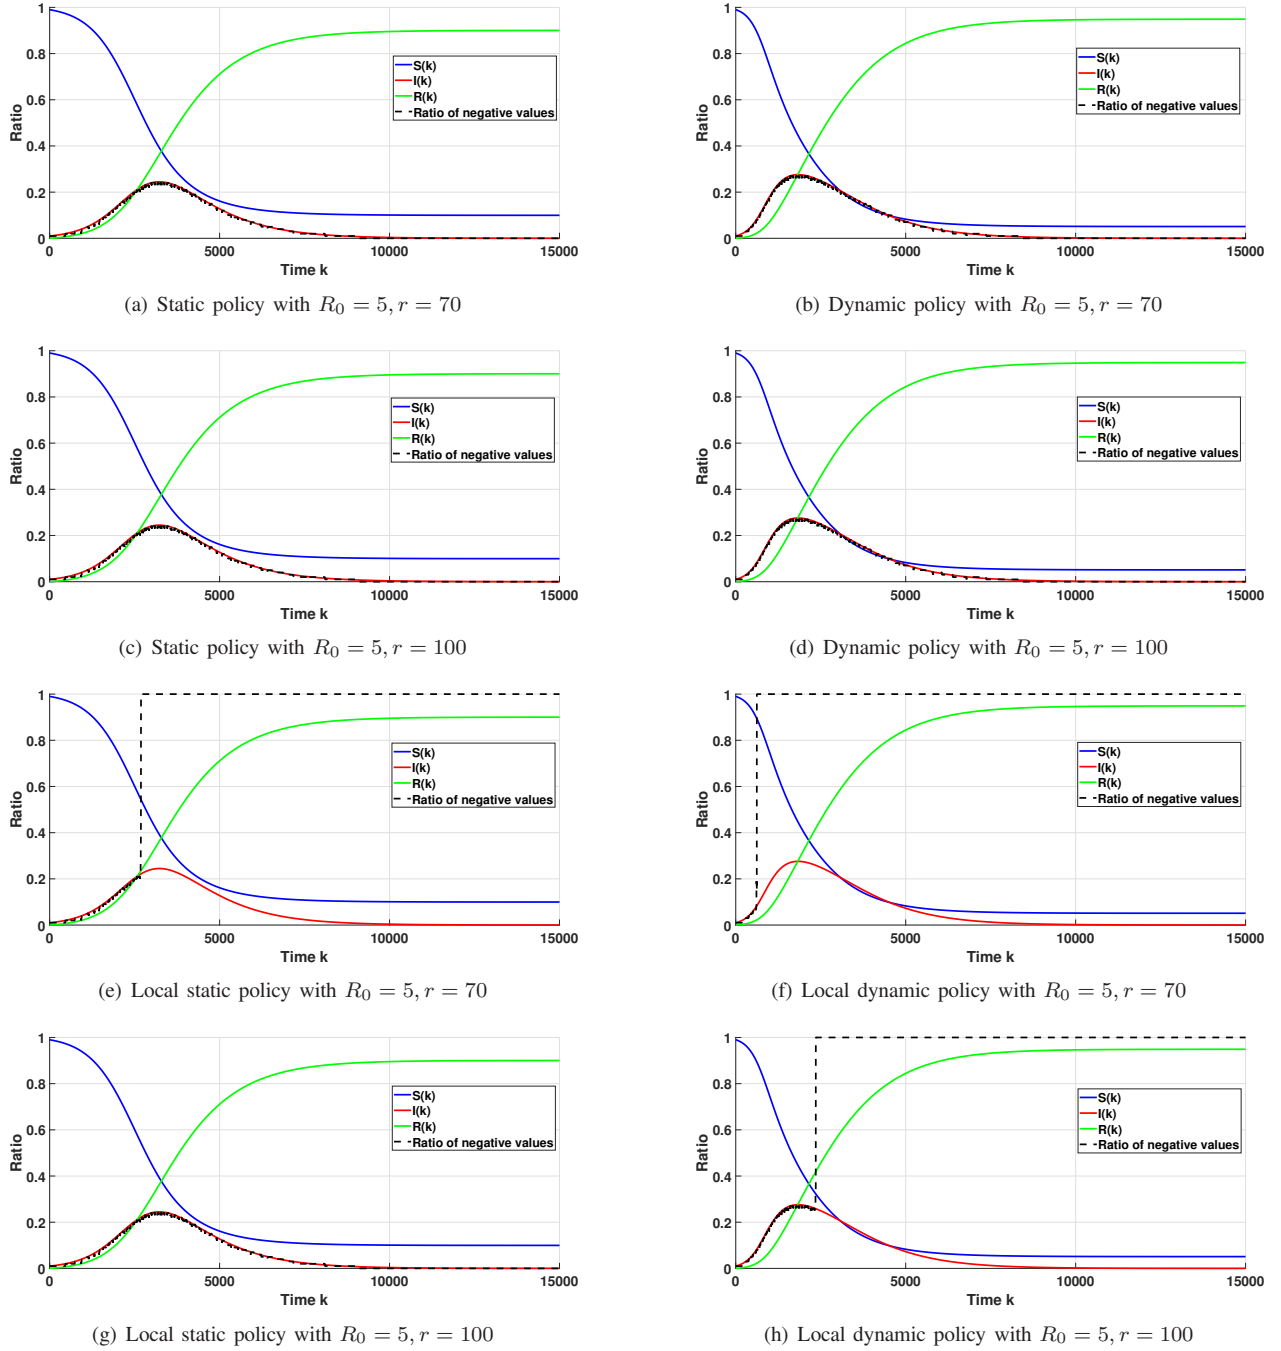 1
0.8
0.6
0.4
0.2
0
Ratio
S(k)
I(k)
R(k)
Ratio of negative values
0 5000 10000 15000
Time k
(a) Static policy with R₀ = 5, r = 70
1
0.8
0.6
0.4
0.2
0
Ratio
S(k)
I(k)
R(k)
Ratio of negative values
0 5000 10000 15000
Time k
(b) Dynamic policy with R₀ = 5, r = 70
1
0.8
0.6
0.4
0.2
0
Ratio
S(k)
I(k)
R(k)
Ratio of negative values
0 5000 10000 15000
Time k
(c) Static policy with R₀ = 5, r = 100
1
0.8
0.6
0.4
0.2
0
Ratio
S(k)
I(k)
R(k)
Ratio of negative values
0 5000 10000 15000
Time k
(d) Dynamic policy with R₀ = 5, r = 100
1
0.8
0.6
0.4
0.2
0
Ratio
S(k)
I(k)
R(k)
Ratio of negative values
0 5000 10000 15000
Time k
(e) Local static policy with R₀ = 5, r = 70
1
0.8
0.6
0.4
0.2
0
Ratio
S(k)
I(k)
R(k)
Ratio of negative values
0 5000 10000 15000
Time k
(f) Local dynamic policy with R₀ = 5, r = 70
1
0.8
0.6
0.4
0.2
0
Ratio
S(k)
I(k)
R(k)
Ratio of negative values
0 5000 10000 15000
Time k
(g) Local static policy with R₀ = 5, r = 100
1
0.8
0.6
0.4
0.2
0
Ratio
S(k)
I(k)
R(k)
Ratio of negative values
0 5000 10000 15000
Time k
(h) Local dynamic policy with R₀ = 5, r = 100